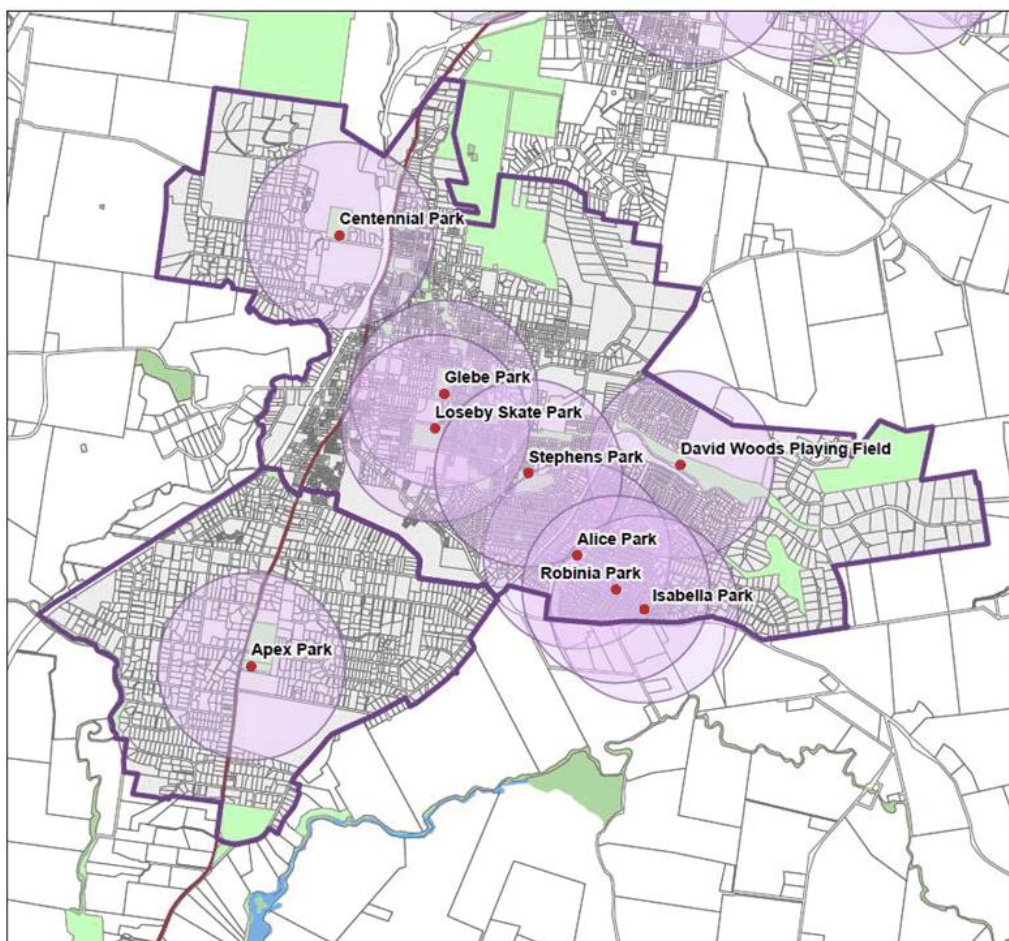 Centennial Park
Glebe Park
Loseby Skate Park
David Woods Playing Field
Stephens Park
Alice Park
Robinia Park
Isabella Park
Apex Park